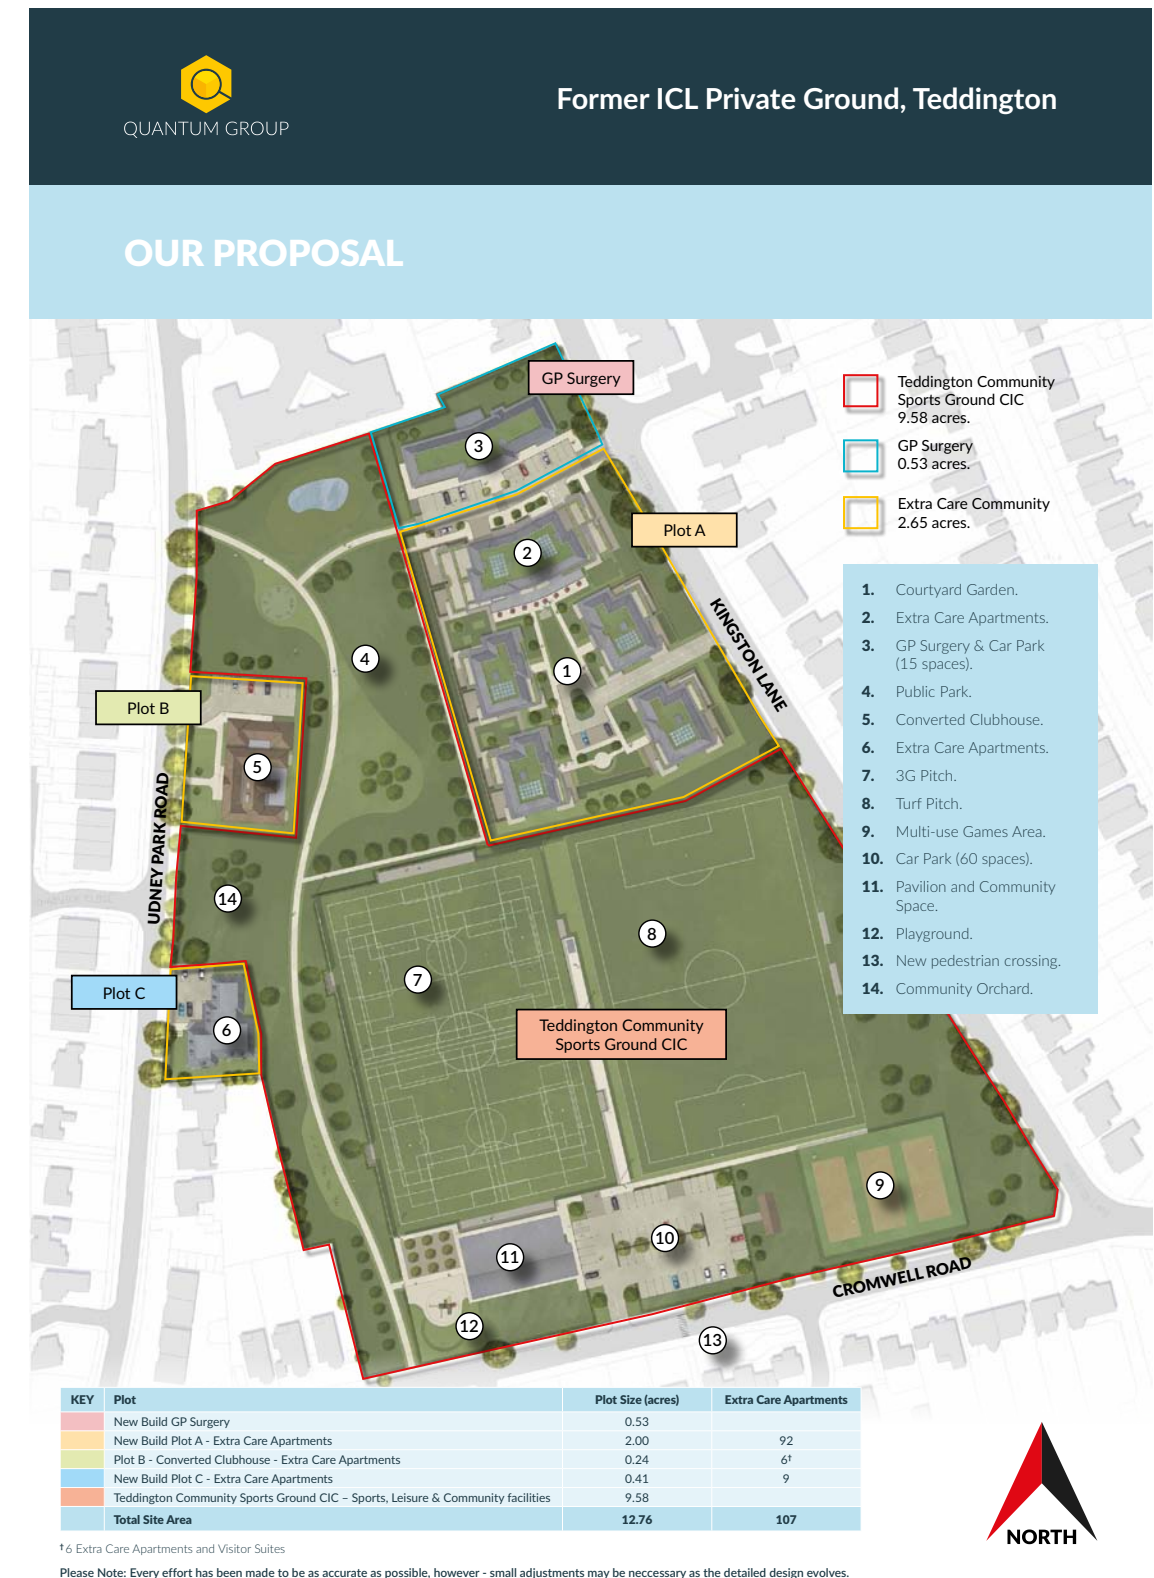 QUANTUM GROUP
Former ICL Private Ground, Teddington
OUR PROPOSAL
GP Surgery
3
Plot A
2
KINGSTON LANE
1
4
Plot B
5
UDNEY PARK ROAD
14
8
7
Plot C
6
Teddington Community
Sports Ground CIC
9
10
11
CROMWELL ROAD
12
13
Teddington Community
Sports Ground CIC
9.58 acres.
GP Surgery
0.53 acres.
Extra Care Community
2.65 acres.
1. Courtyard Garden.
2. Extra Care Apartments.
3. GP Surgery & Car Park
(15 spaces).
4. Public Park.
5. Converted Clubhouse.
6. Extra Care Apartments.
7. 3G Pitch.
8. Turf Pitch.
9. Multi-use Games Area.
10. Car Park (60 spaces).
11. Pavilion and Community
Space.
12. Playground.
13. New pedestrian crossing.
14. Community Orchard.
KEY Plot Plot Size (acres) Extra Care Apartments
New Build GP Surgery 0.53
New Build Plot A - Extra Care Apartments 2.00 92
Plot B - Converted Clubhouse - Extra Care Apartments 0.24 6†
New Build Plot C - Extra Care Apartments 0.41 9
Teddington Community Sports Ground CIC – Sports, Leisure & Community facilities 9.58
Total Site Area 12.76 107
† 6 Extra Care Apartments and Visitor Suites
Please Note: Every effort has been made to be as accurate as possible, however - small adjustments may be neccessary as the detailed design evolves.
NORTH